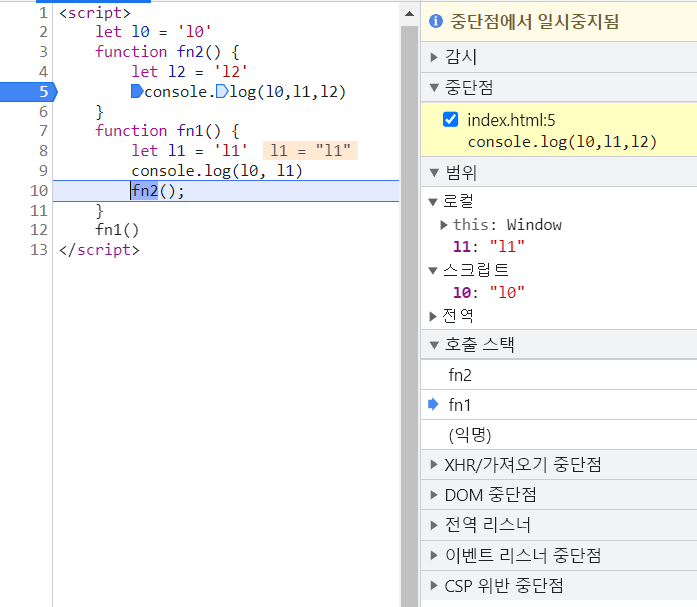 1 <script>
2 let l0 = 'l0'
3 function fn2() {
4 let l2 = 'l2'
5 console.log(l0,l1,l2)
6 }
7 function fn1() {
8 let l1 = 'l1' l1 = "l1"
9 console.log(l0, l1)
10 fn2();
11 }
12 fn1()
13 </script>
중단점에서 일시중지됨
감시
중단점
index.html:5
console.log(l0,l1,l2)
범위
로컬
this: Window
l1: "l1"
스크립트
l0: "l0"
전역
호출 스택
fn2
fn1
(익명)
XHR/가져오기 중단점
DOM 중단점
전역 리스너
이벤트 리스너 중단점
CSP 위반 중단점